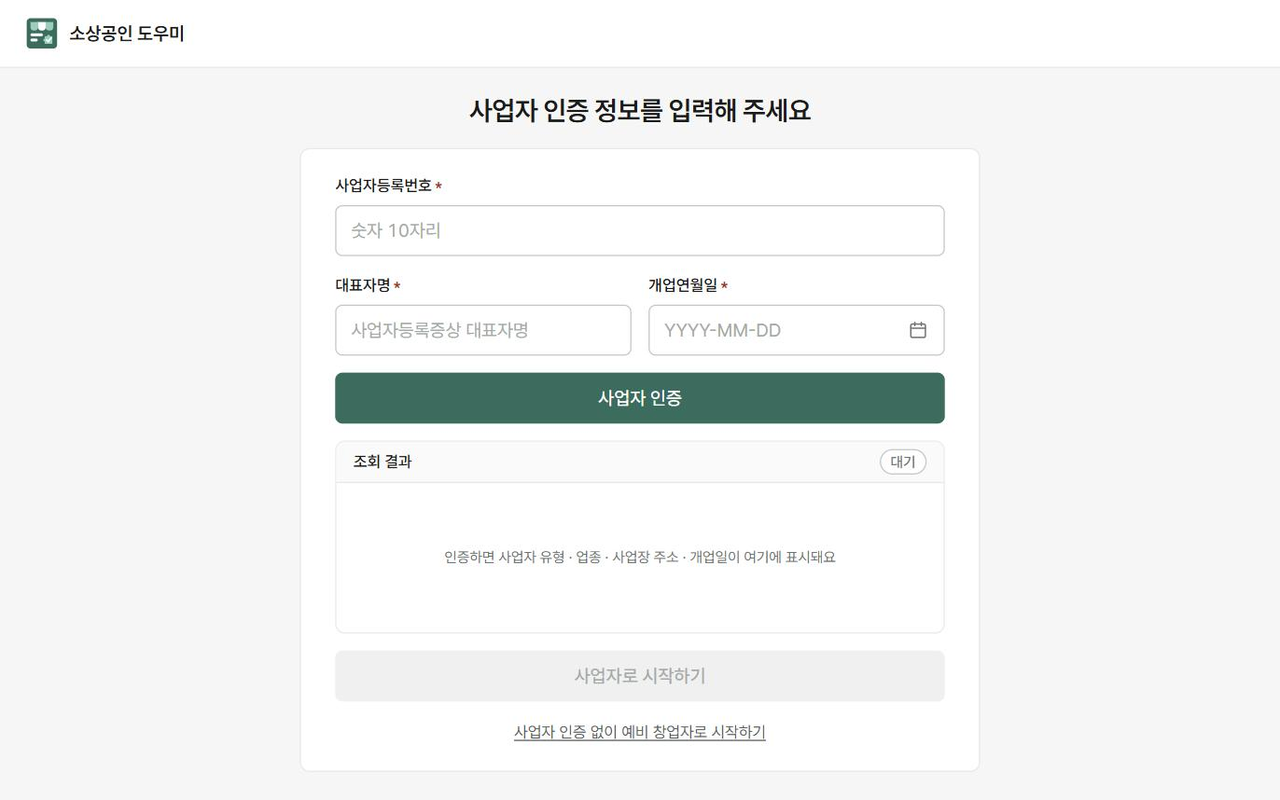 소상공인 도우미
사업자 인증 정보를 입력해 주세요
사업자등록번호 *
숫자 10자리
대표자명 *
개업연월일 *
사업자등록증상 대표자명
YYYY-MM-DD
사업자 인증
조회 결과
대기
인증하면 사업자 유형 · 업종 · 사업장 주소 · 개업일이 여기에 표시돼요
사업자로 시작하기
사업자 인증 없이 예비 창업자로 시작하기